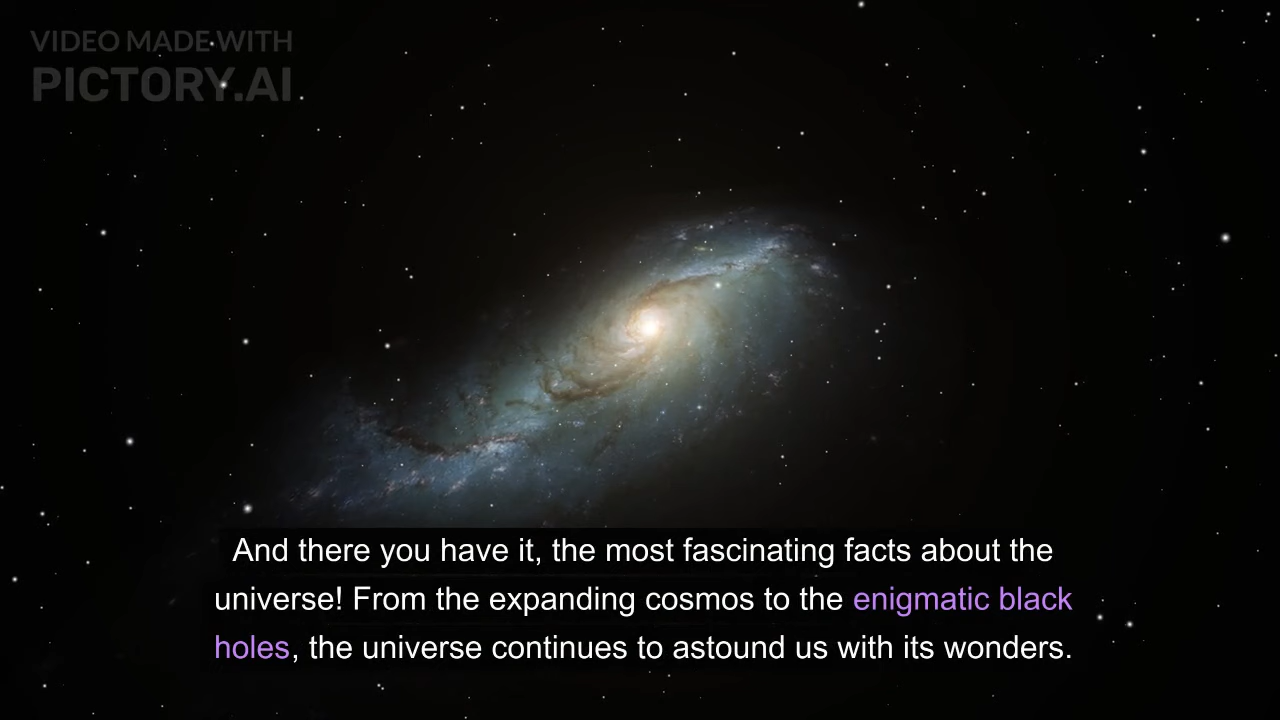 VIDEO MADE WITH
PICTORY.AI
And there you have it, the most fascinating facts about the
universe! From the expanding cosmos to the enigmatic black
holes, the universe continues to astound us with its wonders.